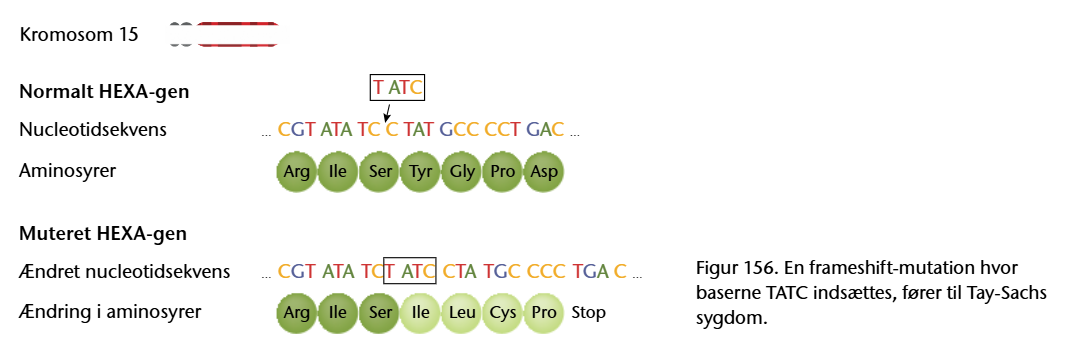 Kromosom 15
Normalt HEXA-gen
T ATC
Nucleotidsekvens ... CGT ATA TC C TAT GCC CCT GAC ...
Aminosyrer Arg Ile Ser Tyr Gly Pro Asp
Muteret HEXA-gen
Ændret nucleotidsekvens ... CGT ATA TCT ATC CTA TGC CCC TGA C ...
Ændring i aminosyrer Arg Ile Ser Ile Leu Cys Pro Stop
Figur 156. En frameshift-mutation hvor
baserne TATC indsættes, fører til Tay-Sachs
sygdom.